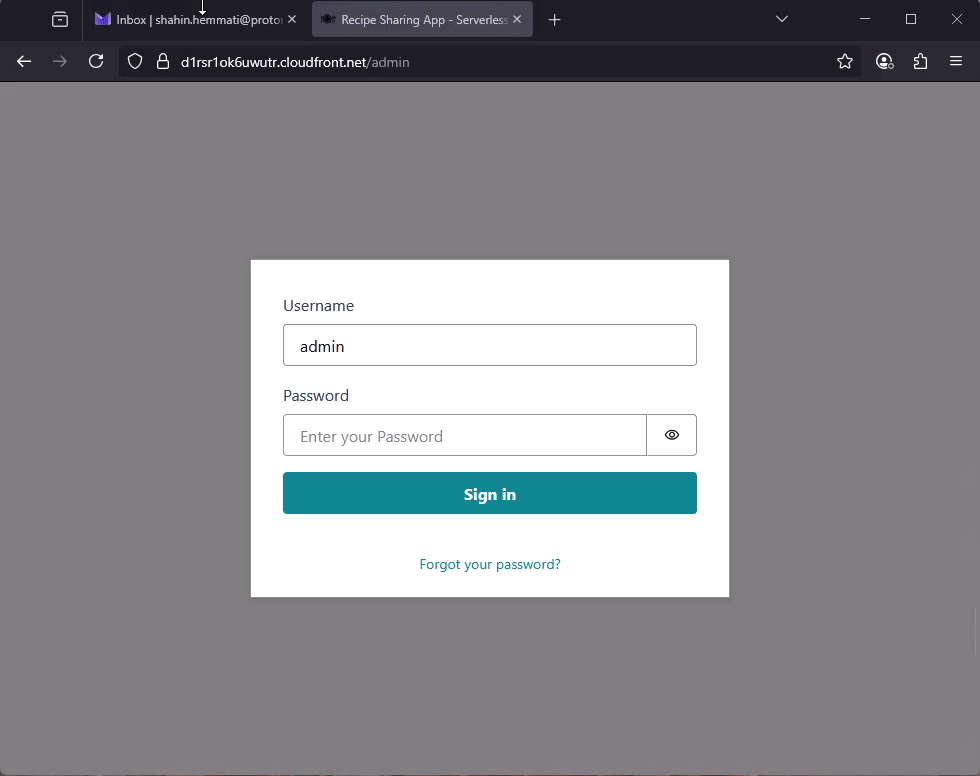 Inbox | shahin.hemmati@proto
Recipe Sharing App - Serverless
d1rsr1ok6uwutr.cloudfront.net/admin
Username
admin
Password
Enter your Password
Sign in
Forgot your password?